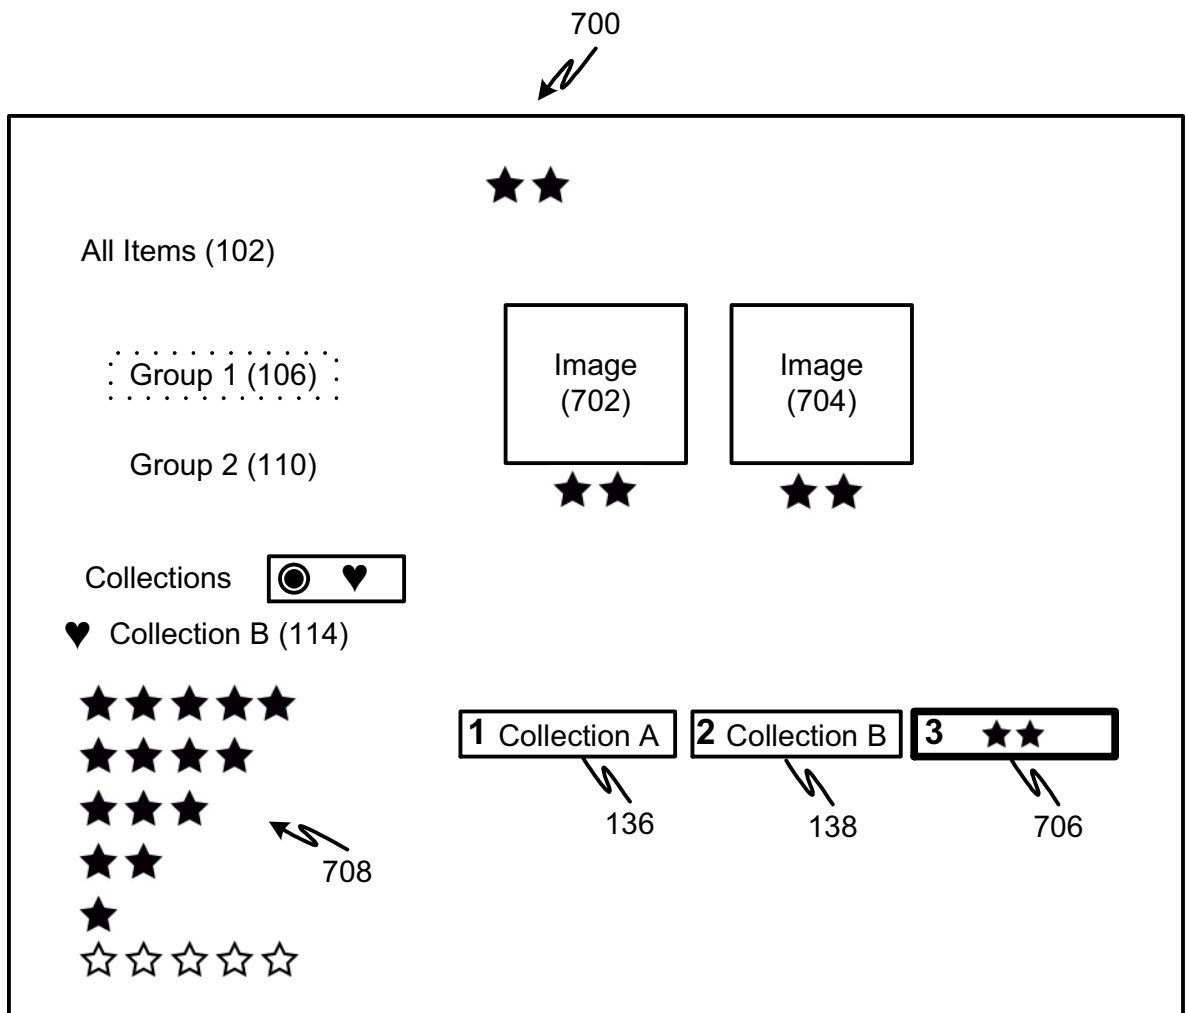 700
All Items (102)
Group 1 (106)
Group 2 (110)
Image
(702)
Image
(704)
Collections
Collection B (114)
1 Collection A
2 Collection B
3
136
138
706
708